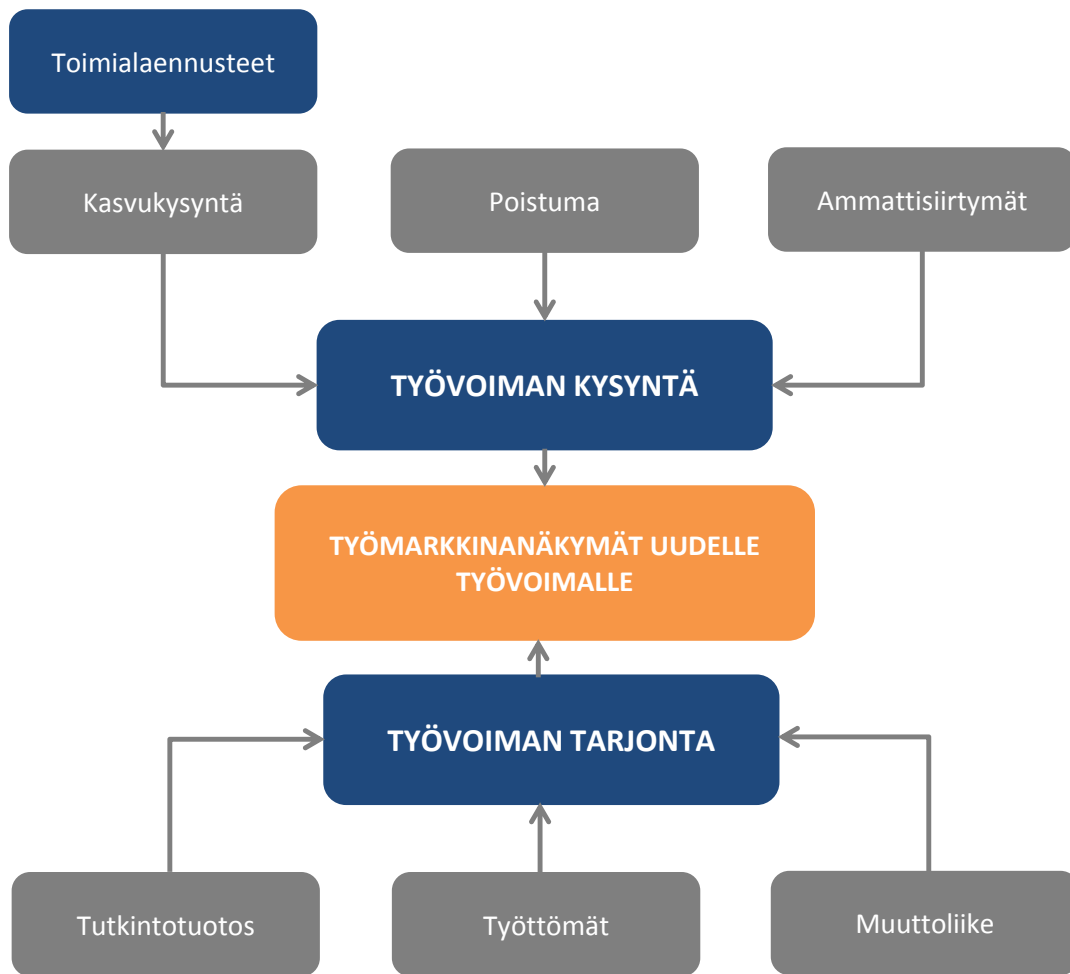 Toimialaennusteet
Kasvukysyntä
Poistuma
Ammattisiirtymät
TYÖVOIMAN KYSYNTÄ
TYÖMARKKINANÄKYMÄT UUDELLE
TYÖVOIMALLE
TYÖVOIMAN TARJONTA
Tutkintotuotos
Työttömät
Muuttoliike